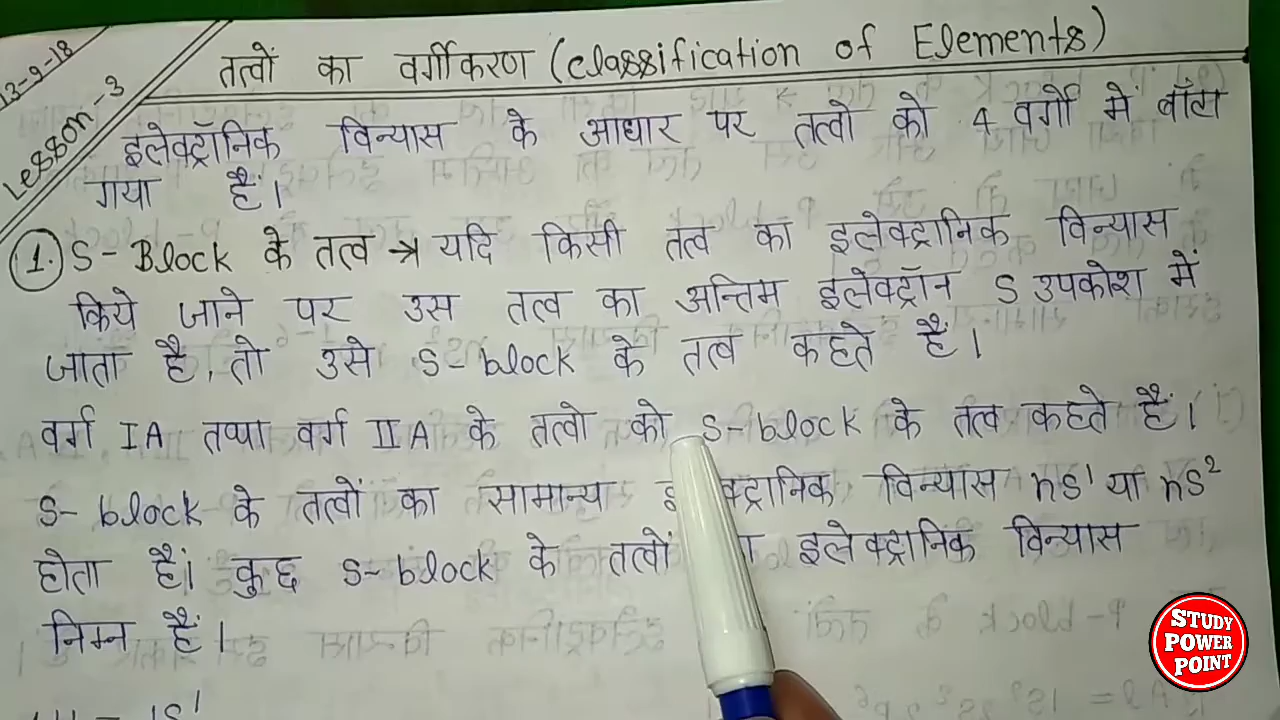 13-9-18
Lesson-3
तत्वों का वर्गीकरण (Classification of Elements)
इलेक्ट्रॉनिक विन्यास के आधार पर तत्वो को 4 वर्गो में बाँटा
गया है।
1. S-Block के तत्व → यदि किसी तत्व का इलेक्ट्रानिक विन्यास
किये जाने पर उस तत्व का अन्तिम इलेक्ट्रॉन S उपकोश में
जाता है, तो उसे S-block के तत्व कहते है।
वर्ग IA तथा वर्ग IIA के तत्वो को S-block के तत्व कहते है।
S-block के तत्वों का सामान्य विन्यास ns¹ या ns²
होता है। कुछ S-block के तत्वों इलेक्ट्रानिक विन्यास
निम्न है।
1s¹
STUDY
POWER
POINT